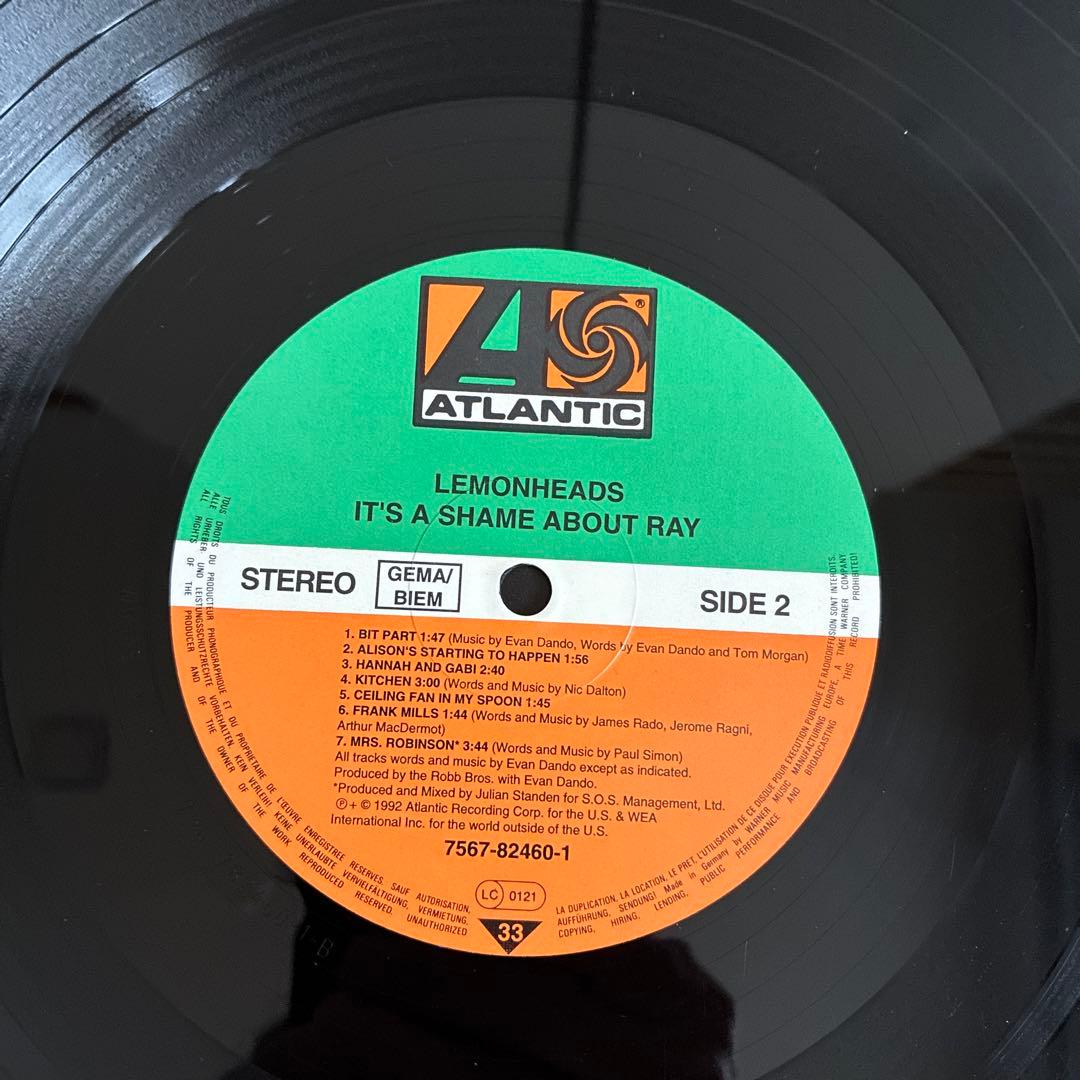 ATLANTIC
®
LEMONHEADS
IT'S A SHAME ABOUT RAY
STEREO
GEMA/
BIEM
SIDE 2
1. BIT PART 1:47 (Music by Evan Dando, Words by Evan Dando and Tom Morgan)
2. ALISON'S STARTING TO HAPPEN 1:56
3. HANNAH AND GABI 2:40
4. KITCHEN 3:00 (Words and Music by Nic Dalton)
5. CEILING FAN IN MY SPOON 1:45
6. FRANK MILLS 1:44 (Words and Music by James Rado, Jerome Ragni,
Arthur MacDermot)
7. MRS. ROBINSON* 3:44 (Words and Music by Paul Simon)
All tracks words and music by Evan Dando except as indicated.
Produced by the Robb Bros. with Evan Dando.
*Produced and Mixed by Julian Standen for S.O.S. Management, Ltd.
℗ + © 1992 Atlantic Recording Corp. for the U.S. & WEA
International Inc. for the world outside of the U.S.
7567-82460-1
LC 0121
33
TOUS DROITS DU PRODUCTEUR PHONOGRAPHIQUE ET DU PROPRIETAIRE DE L'ŒUVRE ENREGISTREE RESERVES. SAUF AUTORISATION,
ALLE URHEBER- UND LEISTUNGSSCHUTZRECHTE VORBEHALTEN. KEIN VERLEIH! KEINE UNERLAUBTE VERVIELFÄLTIGUNG, VERMIETUNG,
ALL RIGHTS OF THE PRODUCER AND OF THE OWNER OF THE WORK REPRODUCED RESERVED. UNAUTHORIZED
LA DUPLICATION, LA LOCATION, LE PRET, L'UTILISATION DE CE DISQUE POUR EXECUTION PUBLIQUE ET RADIODIFFUSION SONT INTERDITS.
AUFFÜHRUNG, SENDUNG! Made in Germany by WARNER MUSIC MANUFACTURING EUROPE, A TIME WARNER COMPANY
COPYING, HIRING, LENDING, PUBLIC PERFORMANCE AND BROADCASTING OF THIS RECORD PROHIBITED!